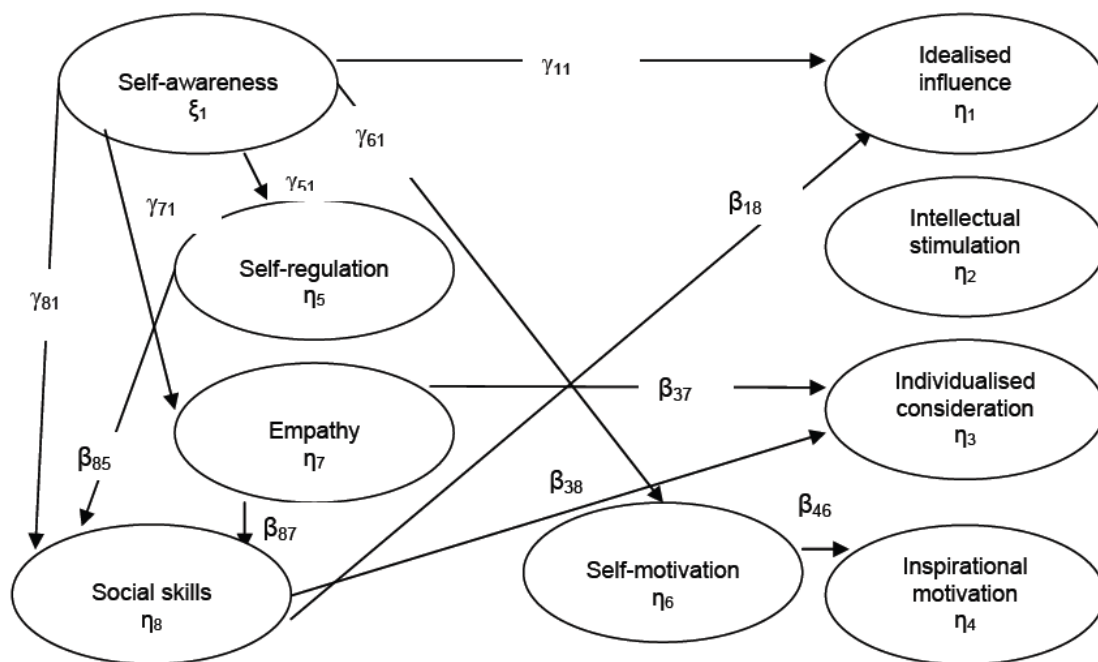 Self-awareness
ξ₁
γ₁₁
Idealised
influence
η₁
γ₆₁
γ₅₁
γ₇₁
β₁₈
Intellectual
stimulation
η₂
Self-regulation
η₅
γ₈₁
Individualised
consideration
η₃
β₃₇
Empathy
η₇
β₈₅
β₃₈
β₄₆
β₈₇
Social skills
η₈
Self-motivation
η₆
Inspirational
motivation
η₄